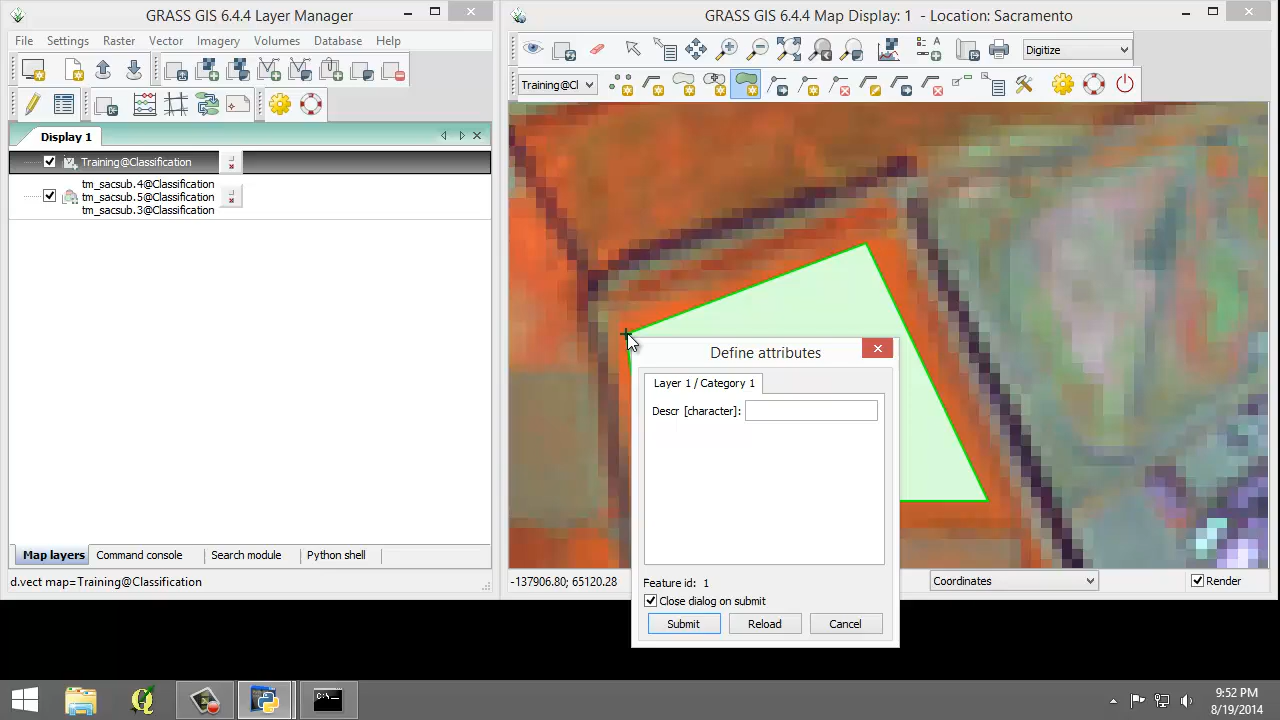 GRASS GIS 6.4.4 Layer Manager
File Settings Raster Vector Imagery Volumes Database Help
Display 1
Training@Classification
tm_sacsub.4@Classification
tm_sacsub.5@Classification
tm_sacsub.3@Classification
Map layers Command console Search module Python shell
d.vect map=Training@Classification
GRASS GIS 6.4.4 Map Display: 1 - Location: Sacramento
Digitize
Training@Cl
Define attributes
Layer 1 / Category 1
Descr [character]:
Feature id: 1
Close dialog on submit
Submit Reload Cancel
-137906.80; 65120.28
Coordinates
Render
9:52 PM
8/19/2014